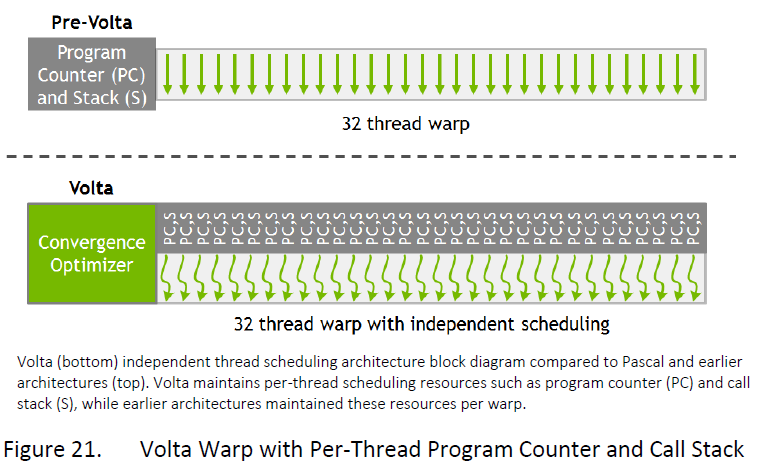 Pre-Volta
Program
Counter (PC)
and Stack (S)
32 thread warp
Volta
Convergence
Optimizer
PC,S PC,S PC,S PC,S PC,S PC,S PC,S PC,S PC,S PC,S PC,S PC,S PC,S PC,S PC,S PC,S PC,S PC,S PC,S PC,S PC,S PC,S PC,S PC,S PC,S PC,S PC,S PC,S PC,S
32 thread warp with independent scheduling
Volta (bottom) independent thread scheduling architecture block diagram compared to Pascal and earlier
architectures (top). Volta maintains per-thread scheduling resources such as program counter (PC) and call
stack (S), while earlier architectures maintained these resources per warp.
Figure 21. Volta Warp with Per-Thread Program Counter and Call Stack